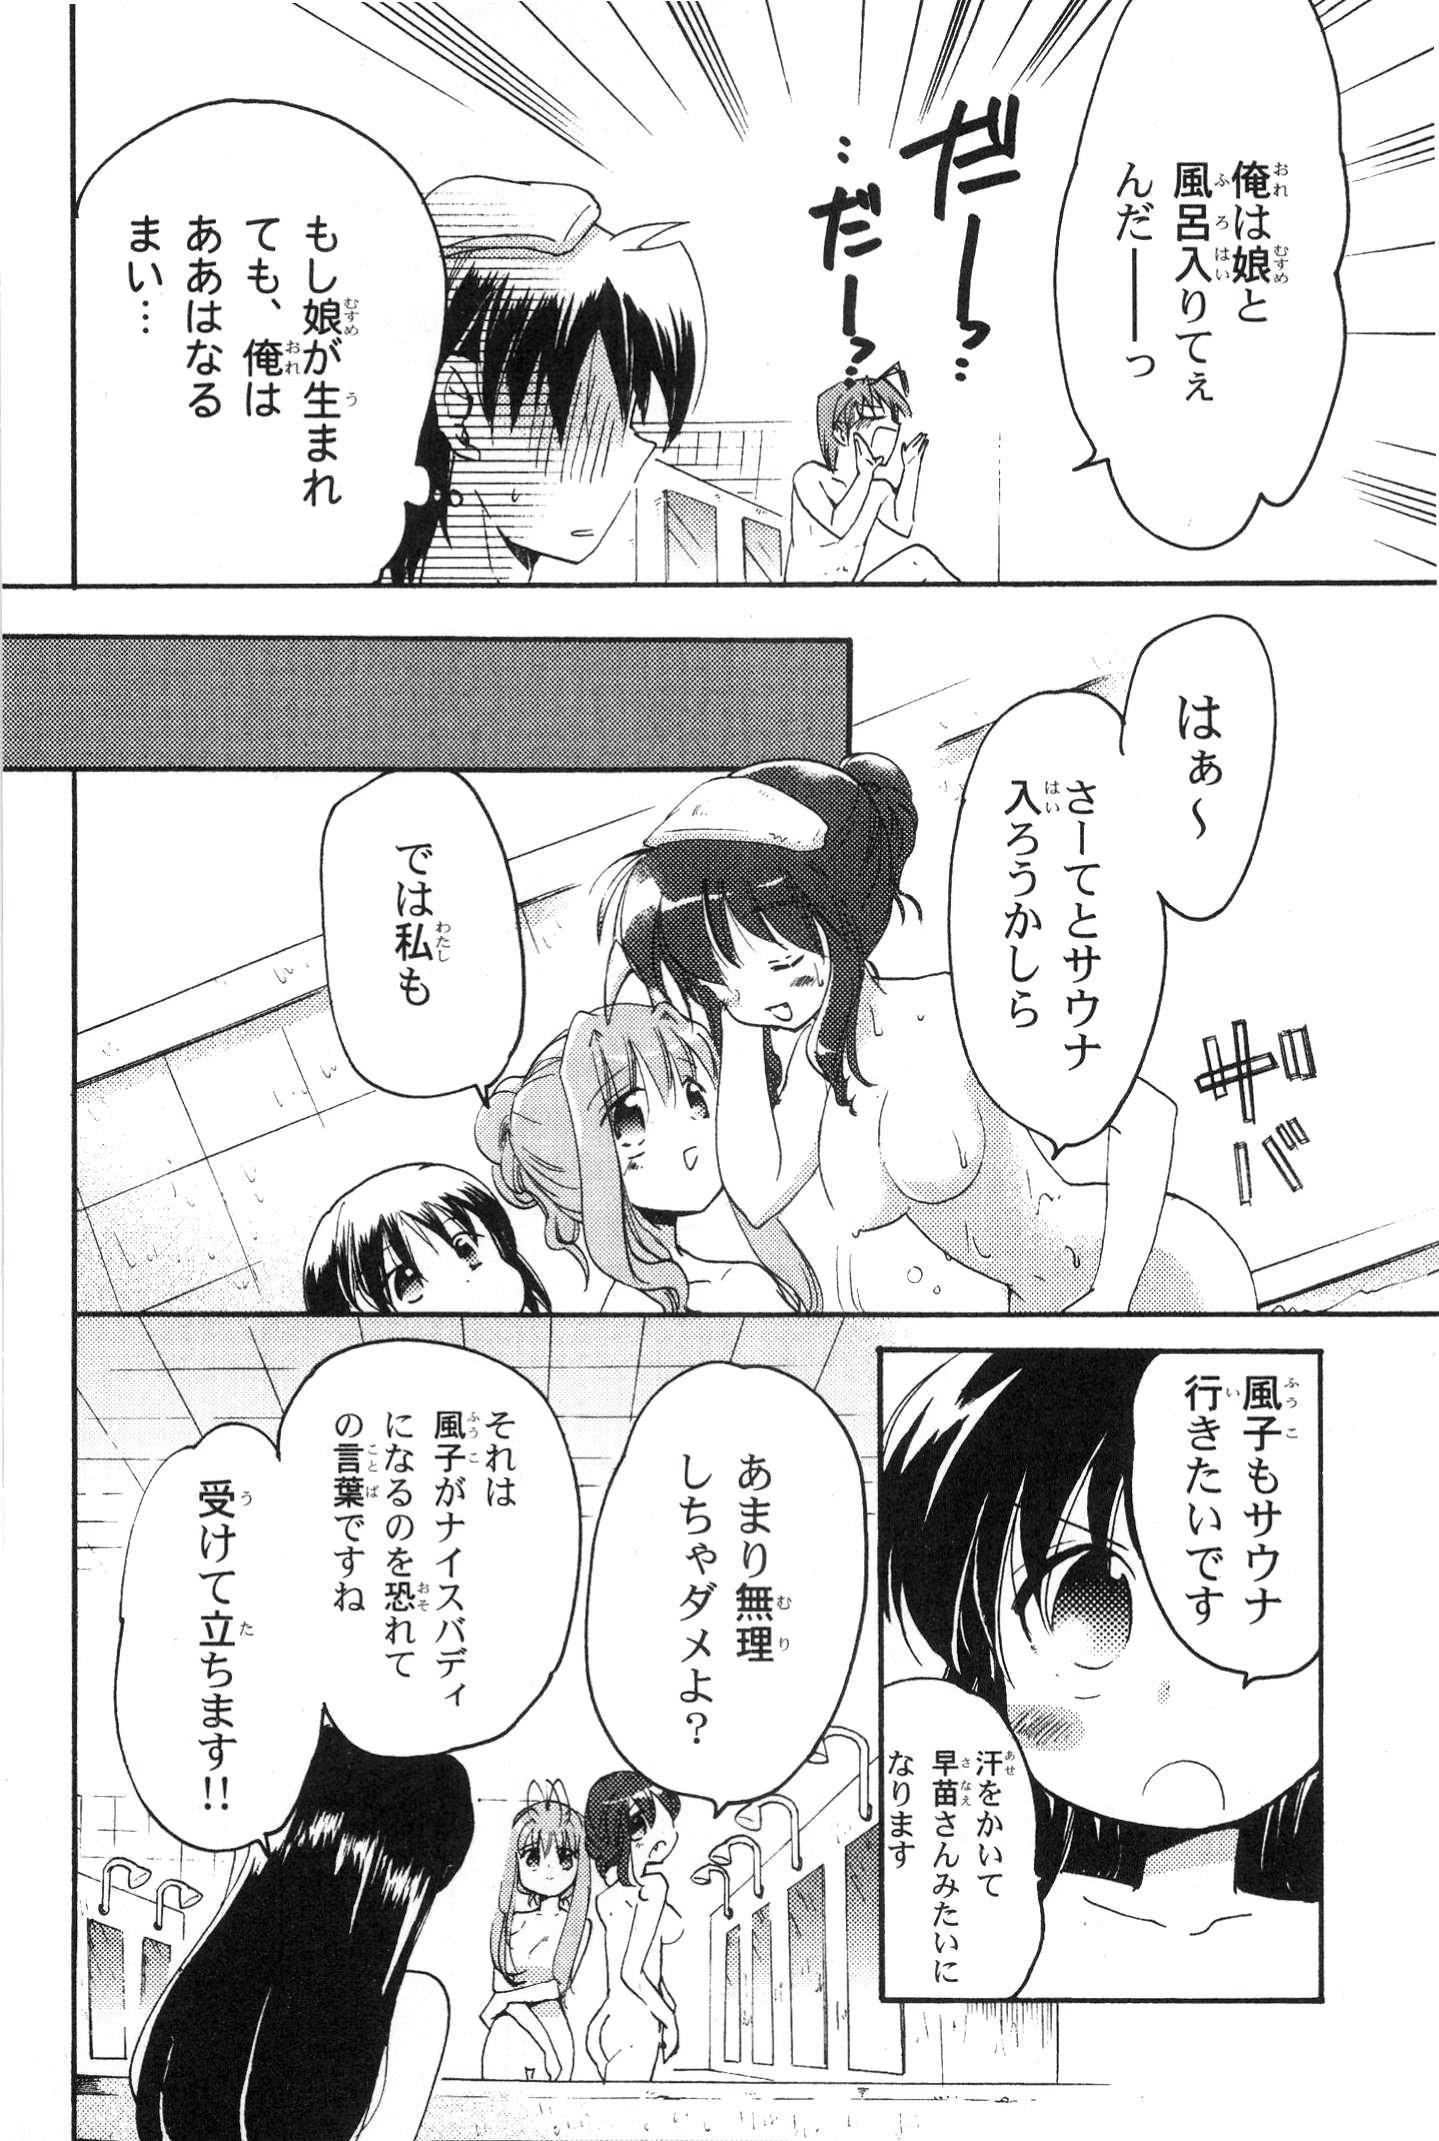 俺は娘と
風呂入りてぇ
んだ――っ
だーっ
だーっ…
もし娘が生まれ
ても、俺は
ああはなる
まい…
はぁ～
さーてとサウナ
入ろうかしら
ザバ
では私も
風子もサウナ
行きたいです
汗をかいて
早苗さんみたいに
なります
あまり無理
しちゃダメよ？
それは
風子がナイスバディ
になるのを恐れて
の言葉ですね
受けて立ちます!!